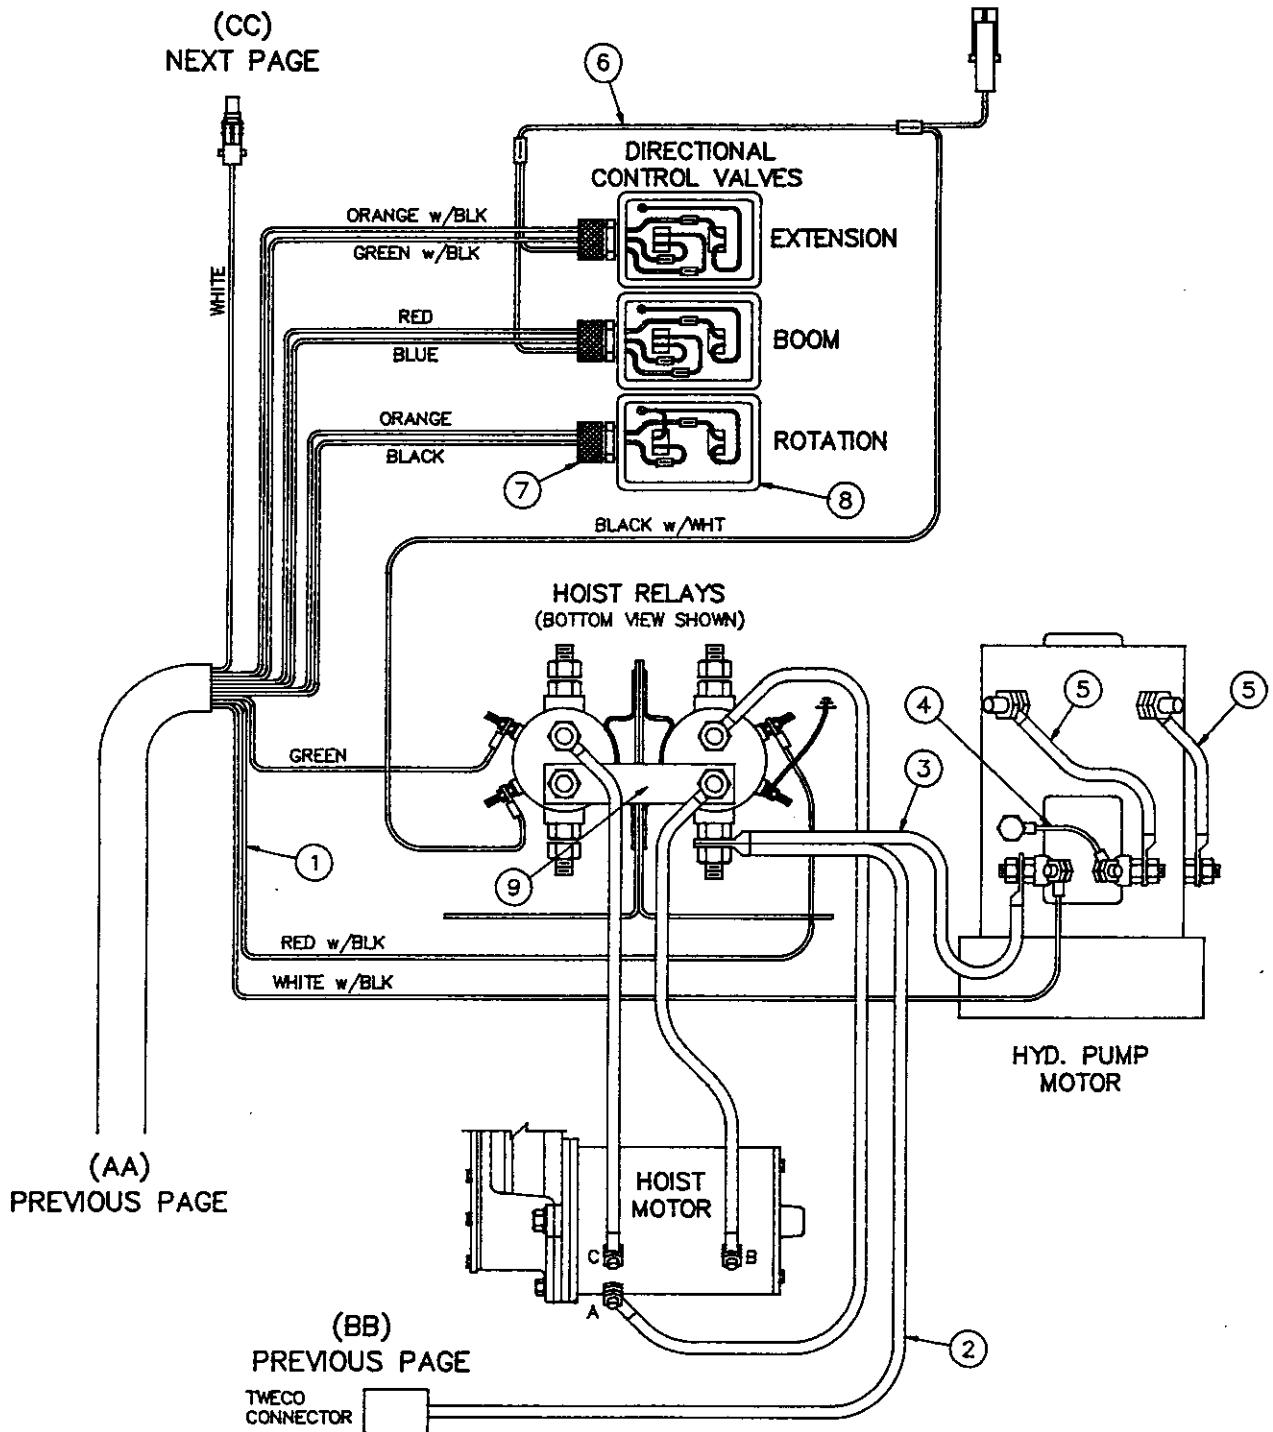 (CC)
NEXT PAGE
6
DIRECTIONAL
CONTROL VALVES
ORANGE w/BLK
GREEN w/BLK
EXTENSION
WHITE
RED
BLUE
BOOM
ORANGE
BLACK
ROTATION
7
8
BLACK w/WHT
HOIST RELAYS
(BOTTOM VIEW SHOWN)
4
5
5
GREEN
3
1
9
RED w/BLK
WHITE w/BLK
HYD. PUMP
MOTOR
(AA)
PREVIOUS PAGE
HOIST
MOTOR
C
B
A
(BB)
PREVIOUS PAGE
2
TWECO
CONNECTOR